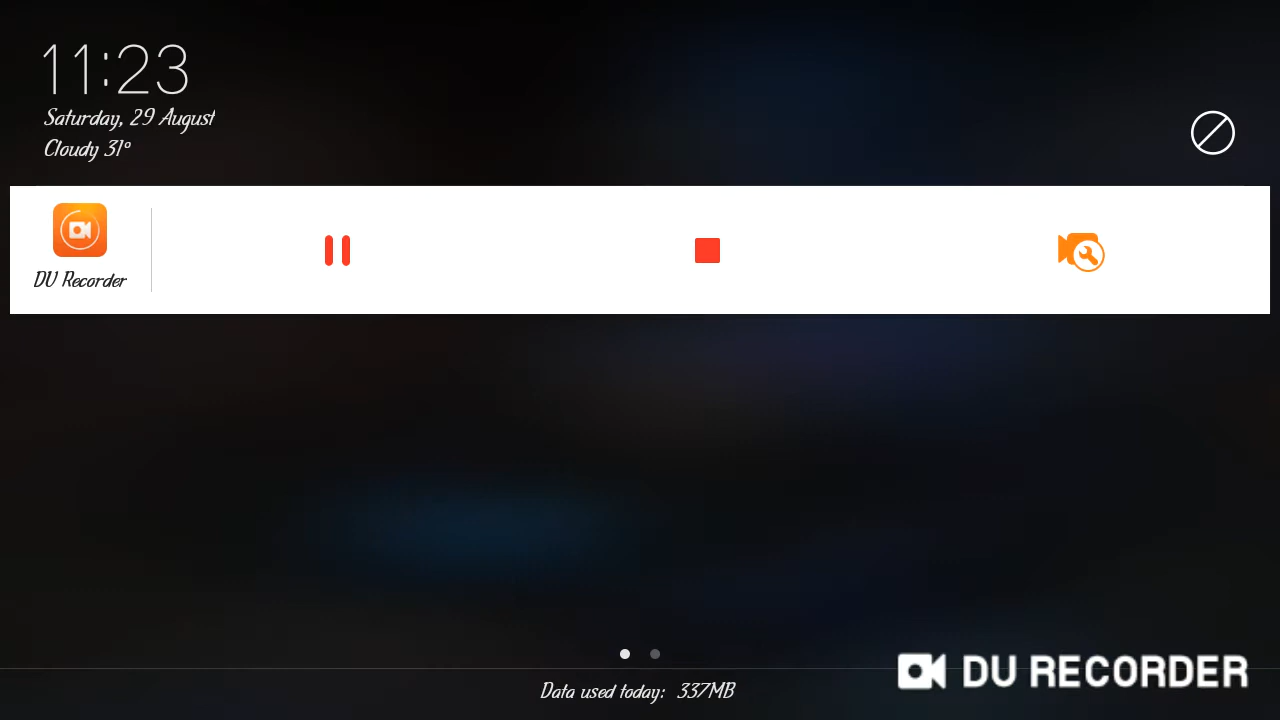 11:23
Saturday, 29 August
Cloudy 31°
DU Recorder
Data used today: 337MB
DU RECORDER